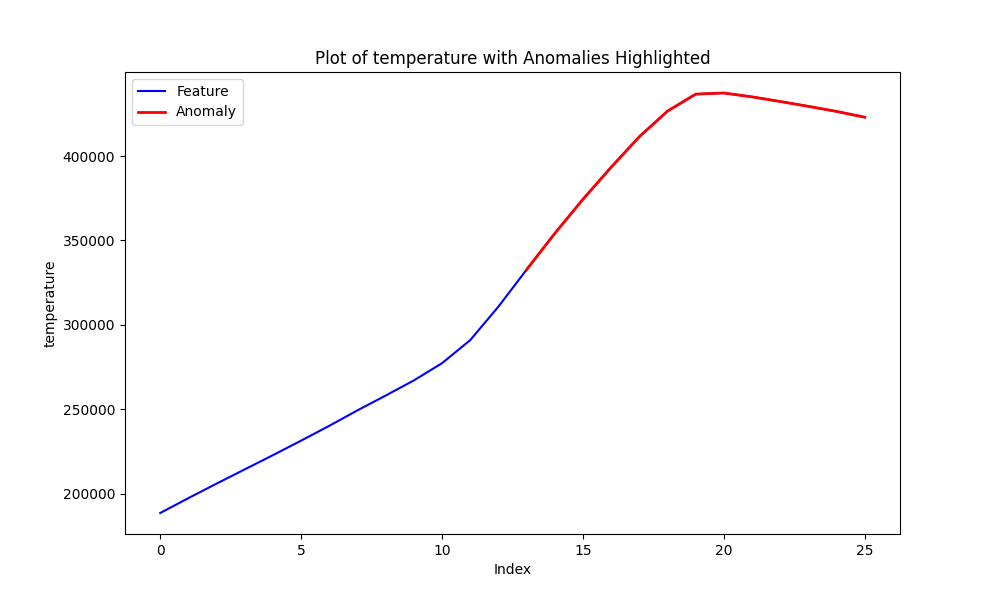 Plot of temperature with Anomalies Highlighted
Feature
Anomaly
400000
350000
300000
250000
200000
temperature
0 5 10 15 20 25
Index